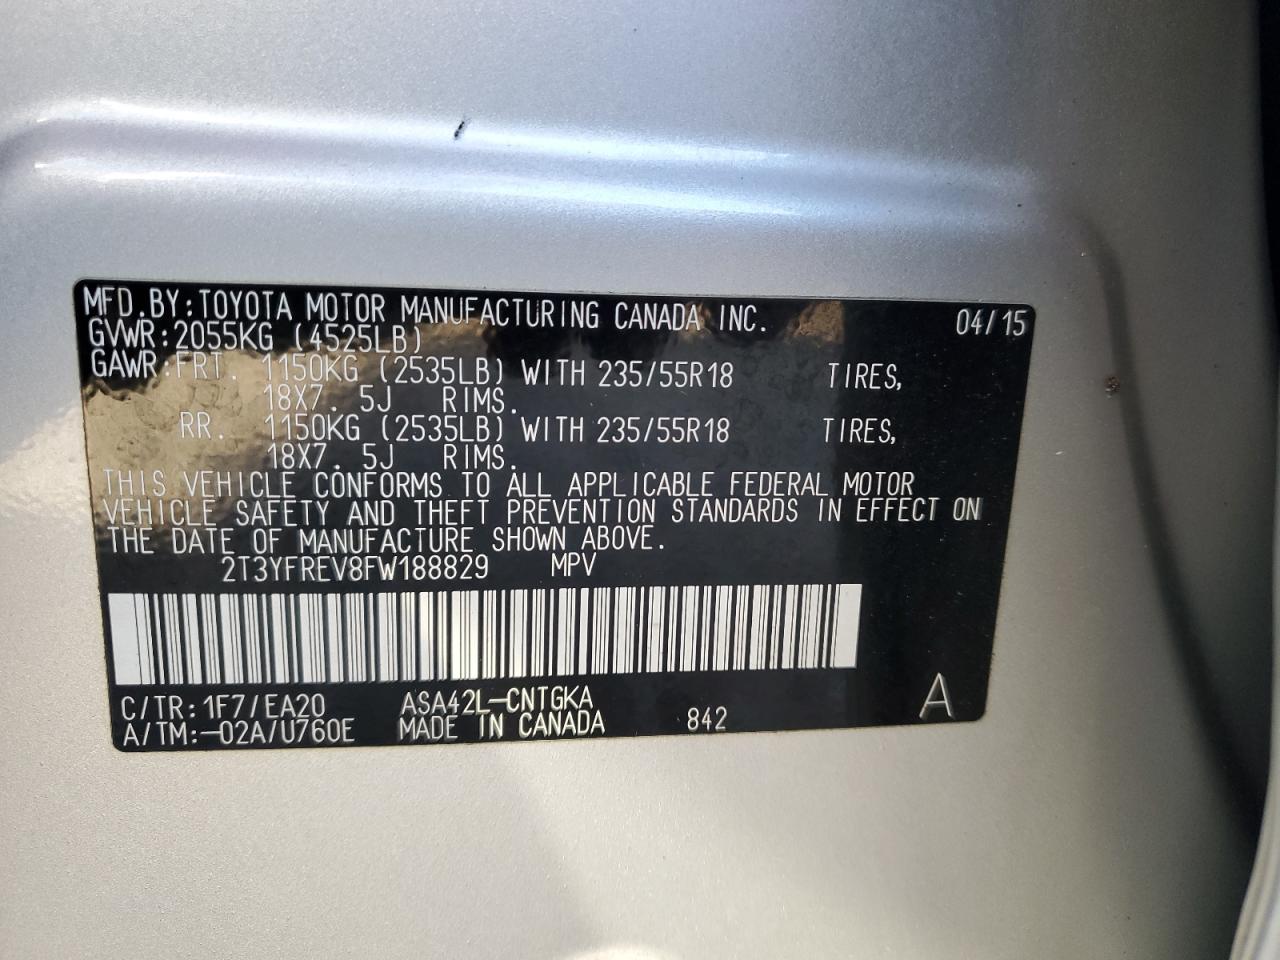 MFD.BY:TOYOTA MOTOR MANUFACTURING CANADA INC. 04/15
GVWR:2055KG (4525LB)
GAWR:FRT. 1150KG (2535LB) WITH 235/55R18 TIRES,
18X7. 5J RIMS.
RR. 1150KG (2535LB) WITH 235/55R18 TIRES,
18X7. 5J RIMS.
THIS VEHICLE CONFORMS TO ALL APPLICABLE FEDERAL MOTOR
VEHICLE SAFETY AND THEFT PREVENTION STANDARDS IN EFFECT ON
THE DATE OF MANUFACTURE SHOWN ABOVE.
2T3YFREV8FW188829 MPV
C/TR:1F7/EA20 ASA42L-CNTGKA A
A/TM:-02A/U760E MADE IN CANADA 842